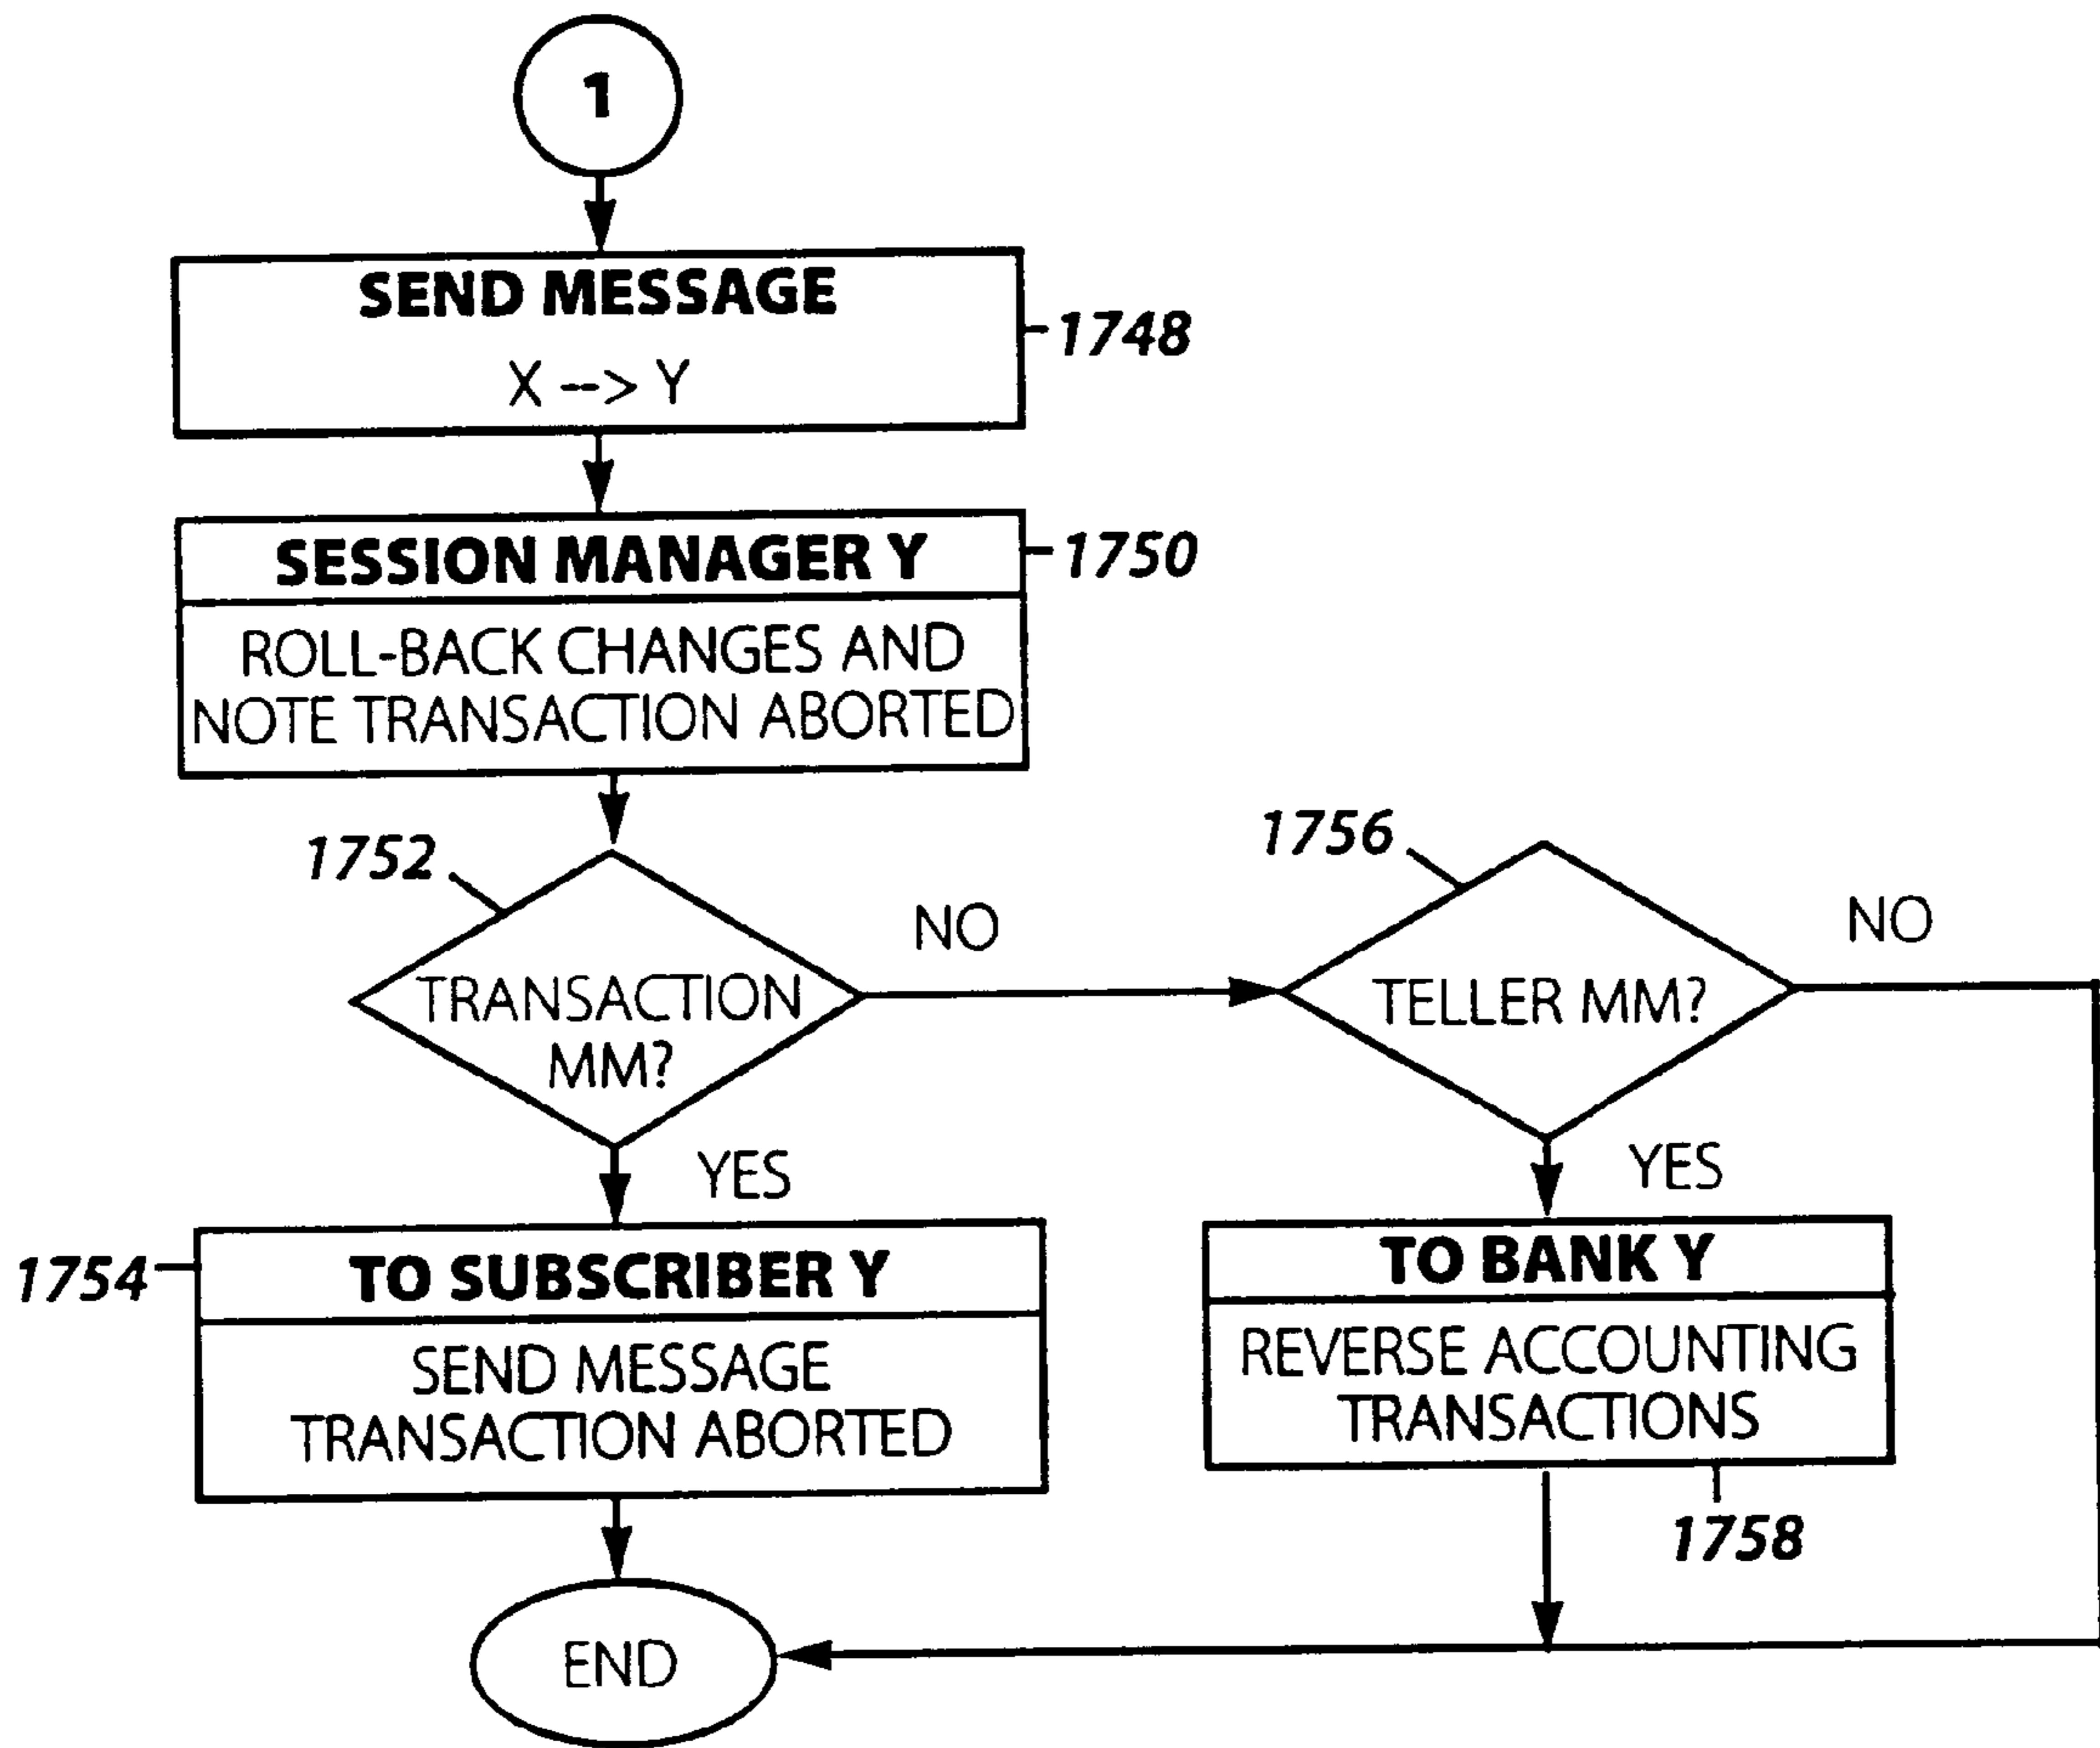 1
SEND MESSAGE
X --> Y
1748
SESSION MANAGER Y
1750
ROLL-BACK CHANGES AND
NOTE TRANSACTION ABORTED
1752
TRANSACTION
MM?
NO
1756
TELLER MM?
NO
YES
YES
1754
TO SUBSCRIBER Y
SEND MESSAGE
TRANSACTION ABORTED
TO BANK Y
REVERSE ACCOUNTING
TRANSACTIONS
1758
END